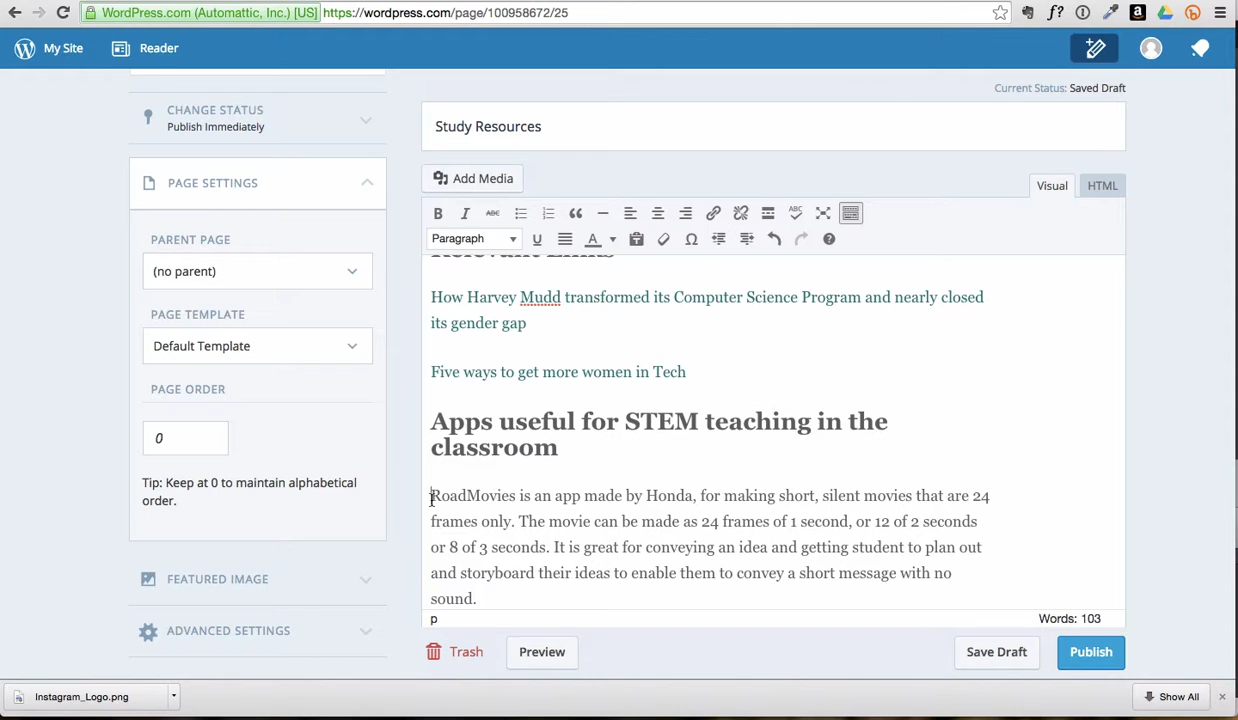 WordPress.com (Automattic, Inc.) [US] https://wordpress.com/page/100958672/25
f?
My Site Reader
Current Status: Saved Draft
CHANGE STATUS
Publish Immediately
Study Resources
PAGE SETTINGS
Add Media
Visual HTML
B I ABC ABC
Paragraph U A Ω
PARENT PAGE
(no parent)
PAGE TEMPLATE
Default Template
PAGE ORDER
0
Tip: Keep at 0 to maintain alphabetical
order.
FEATURED IMAGE
ADVANCED SETTINGS
Relevant Links
How Harvey Mudd transformed its Computer Science Program and nearly closed
its gender gap
Five ways to get more women in Tech
Apps useful for STEM teaching in the
classroom
RoadMovies is an app made by Honda, for making short, silent movies that are 24
frames only. The movie can be made as 24 frames of 1 second, or 12 of 2 seconds
or 8 of 3 seconds. It is great for conveying an idea and getting student to plan out
and storyboard their ideas to enable them to convey a short message with no
sound.
p Words: 103
Trash Preview Save Draft Publish
Instagram_Logo.png Show All